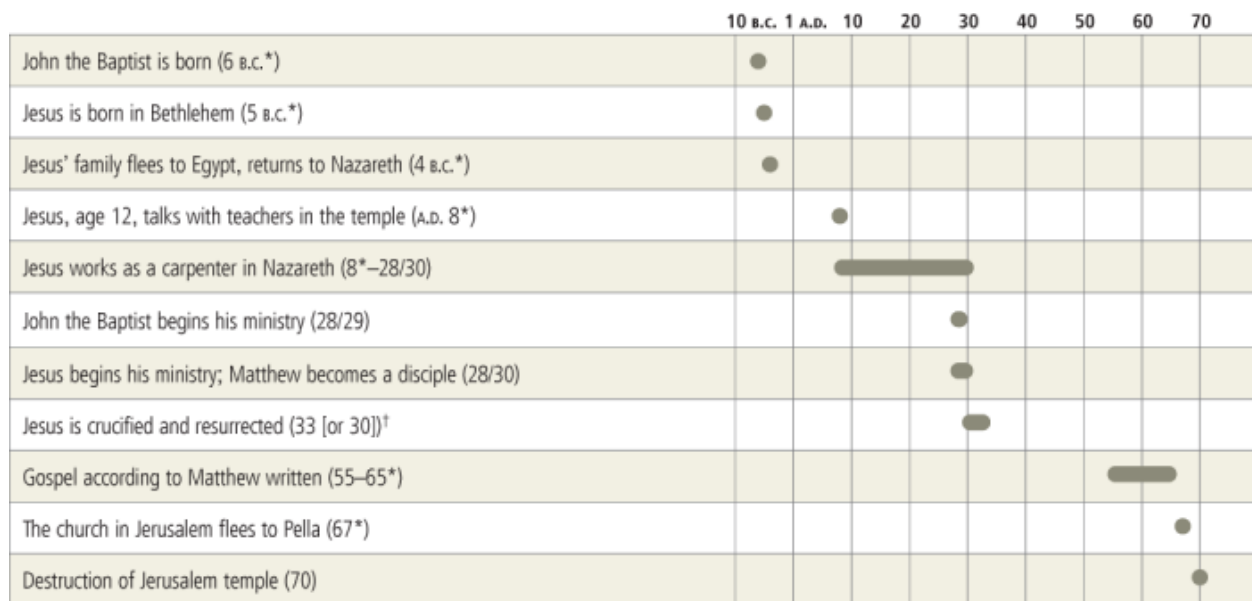 10 B.C. 1 A.D. 10 20 30 40 50 60 70
John the Baptist is born (6 B.C.*)
Jesus is born in Bethlehem (5 B.C.*)
Jesus’ family flees to Egypt, returns to Nazareth (4 B.C.*)
Jesus, age 12, talks with teachers in the temple (A.D. 8*)
Jesus works as a carpenter in Nazareth (8*–28/30)
John the Baptist begins his ministry (28/29)
Jesus begins his ministry; Matthew becomes a disciple (28/30)
Jesus is crucified and resurrected (33 [or 30])†
Gospel according to Matthew written (55–65*)
The church in Jerusalem flees to Pella (67*)
Destruction of Jerusalem temple (70)